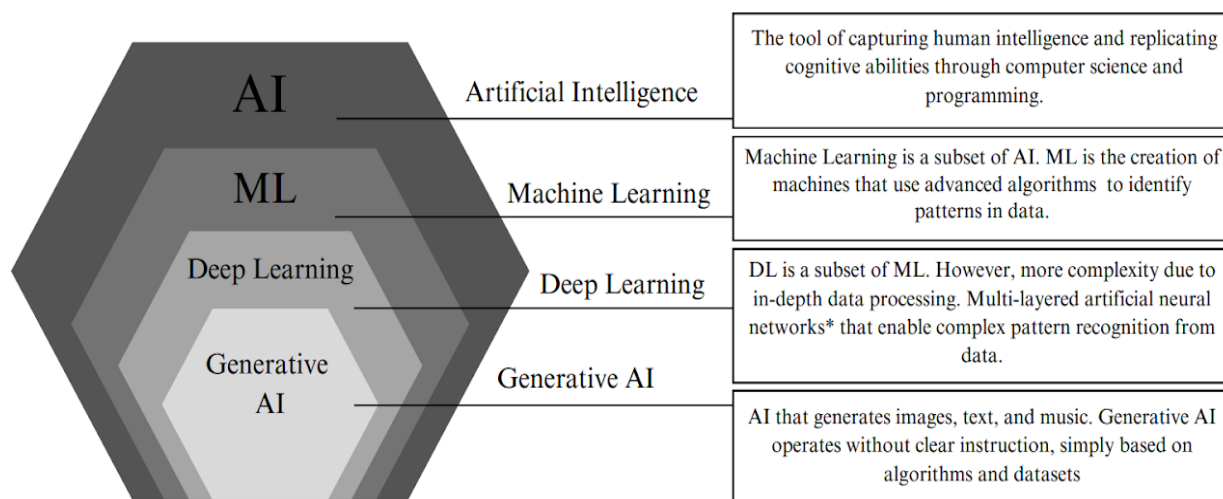 AI
ML
Deep Learning
Generative
AI
Artificial Intelligence
The tool of capturing human intelligence and replicating
cognitive abilities through computer science and
programming.
Machine Learning
Machine Learning is a subset of AI. ML is the creation of
machines that use advanced algorithms to identify
patterns in data.
Deep Learning
DL is a subset of ML. However, more complexity due to
in-depth data processing. Multi-layered artificial neural
networks* that enable complex pattern recognition from
data.
Generative AI
AI that generates images, text, and music. Generative AI
operates without clear instruction, simply based on
algorithms and datasets